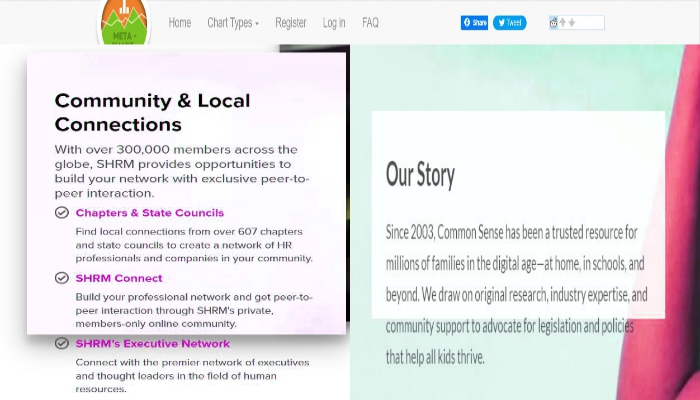 META -
Home Chart Types Register Log in FAQ
Share Tweet
Community & Local
Connections
With over 300,000 members across the
globe, SHRM provides opportunities to
build your network with exclusive peer-to-
peer interaction.
Chapters & State Councils
Find local connections from over 607 chapters
and state councils to create a network of HR
professionals and companies in your community.
SHRM Connect
Build your professional network and get peer-to-
peer interaction through SHRM's private,
members-only online community.
SHRM's Executive Network
Connect with the premier network of executives
and thought leaders in the field of human
resources.
Our Story
Since 2003, Common Sense has been a trusted resource for
millions of families in the digital age—at home, in schools, and
beyond. We draw on original research, industry expertise, and
community support to advocate for legislation and policies
that help all kids thrive.